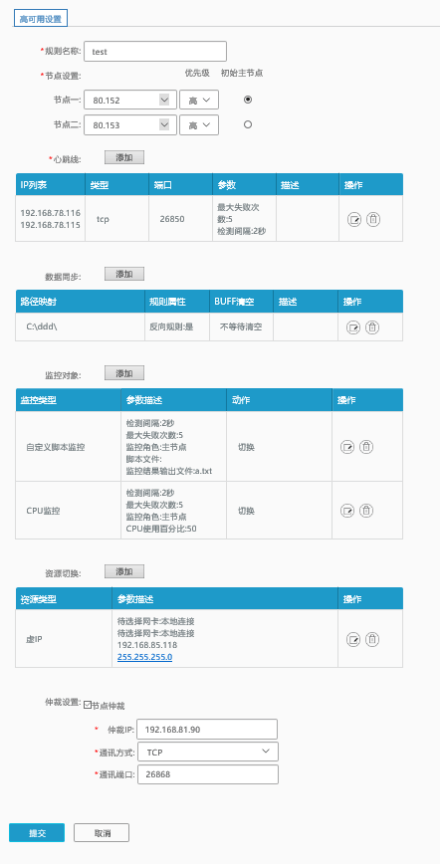 高可用设置
*规则名称: test
*节点设置: 优先级 初始主节点
节点一: 80.152 高
节点二: 80.153 高
*心跳线: 添加
IP列表 类型 端口 参数 描述 操作
192.168.78.116
192.168.78.115
tcp 26850
最大失败次
数:5
检测间隔:2秒
数据同步: 添加
路径映射 规则属性 BUFF清空 描述 操作
C:\ddd\ 反向规则:是 不等待清空
监控对象: 添加
监控类型 参数描述 动作 操作
自定义脚本监控
检测间隔:2秒
最大失败次数:5
监控角色:主节点
脚本文件:
监控结果输出文件:a.txt
切换
CPU监控
检测间隔:2秒
最大失败次数:5
监控角色:主节点
CPU使用百分比:50
切换
资源切换: 添加
资源类型 参数描述 操作
虚IP
待选择网卡:本地连接
待选择网卡:本地连接
192.168.85.118
255.255.255.0
仲裁设置: 节点仲裁
* 仲裁IP: 192.168.81.90
*通讯方式: TCP
*通讯端口: 26868
提交 取消